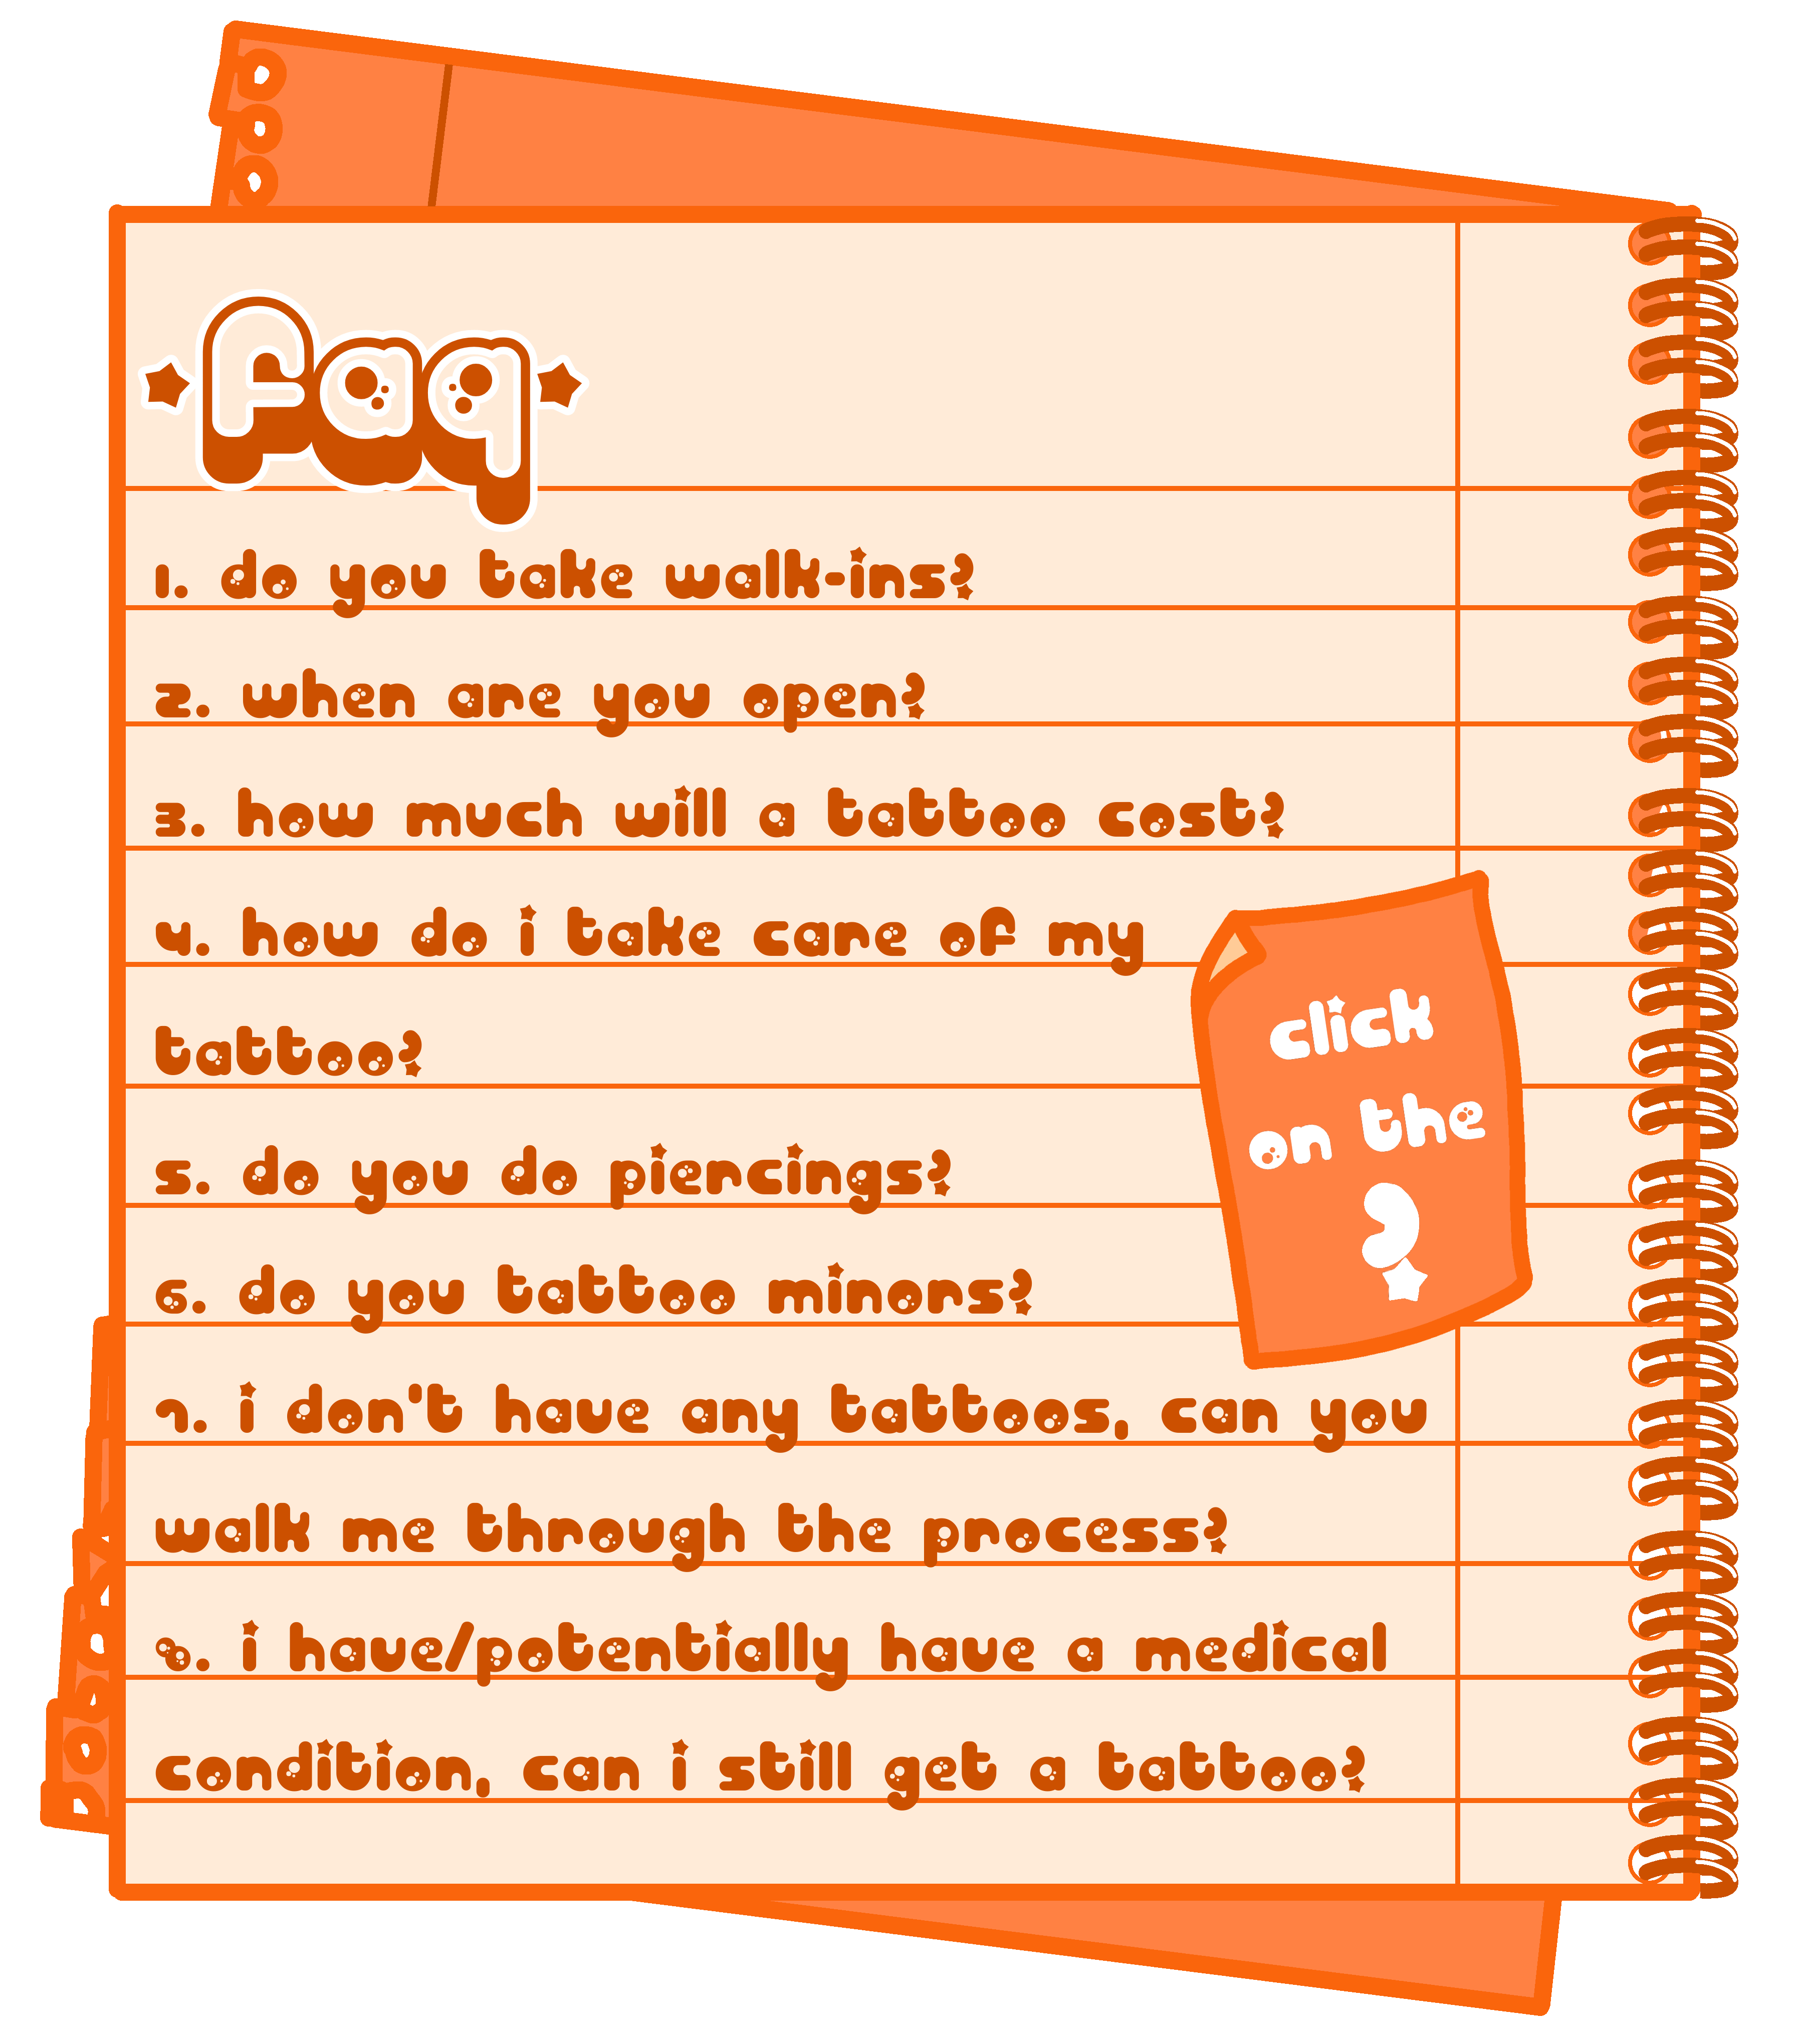 faq
1. do you take walk-ins?
2. when are you open?
3. how much will a tattoo cost?
4. how do i take care of my
tattoo?
5. do you do piercings?
6. do you tattoo minors?
7. i don't have any tattoos, can you
walk me through the process?
8. i have/potentially have a medical
condition, can i still get a tattoo?
click
on the
?